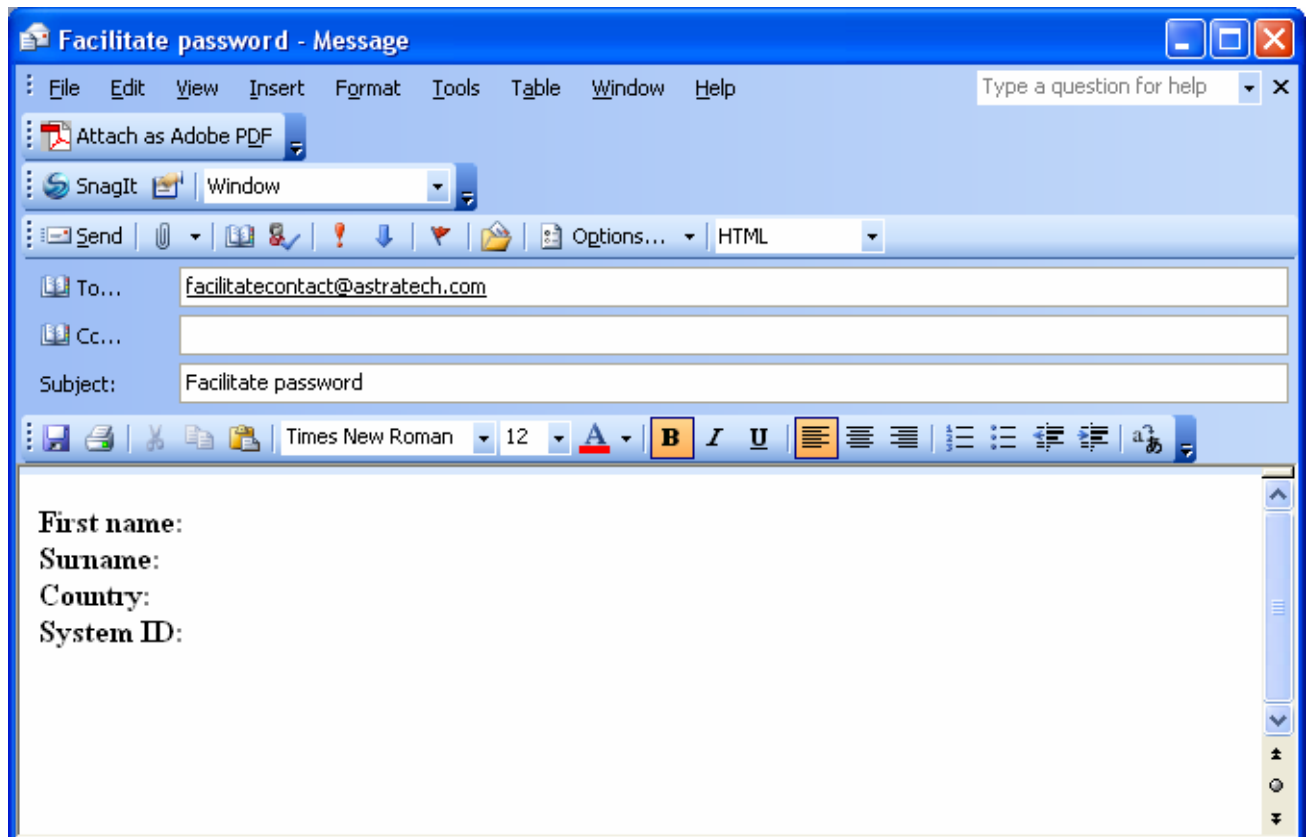 Facilitate password - Message
File Edit View Insert Format Tools Table Window Help Type a question for help
Attach as Adobe PDF
SnagIt Window
Send Options... HTML
To... facilitatecontact@astratech.com
Cc...
Subject: Facilitate password
Times New Roman 12 A B I U
First name:
Surname:
Country:
System ID: